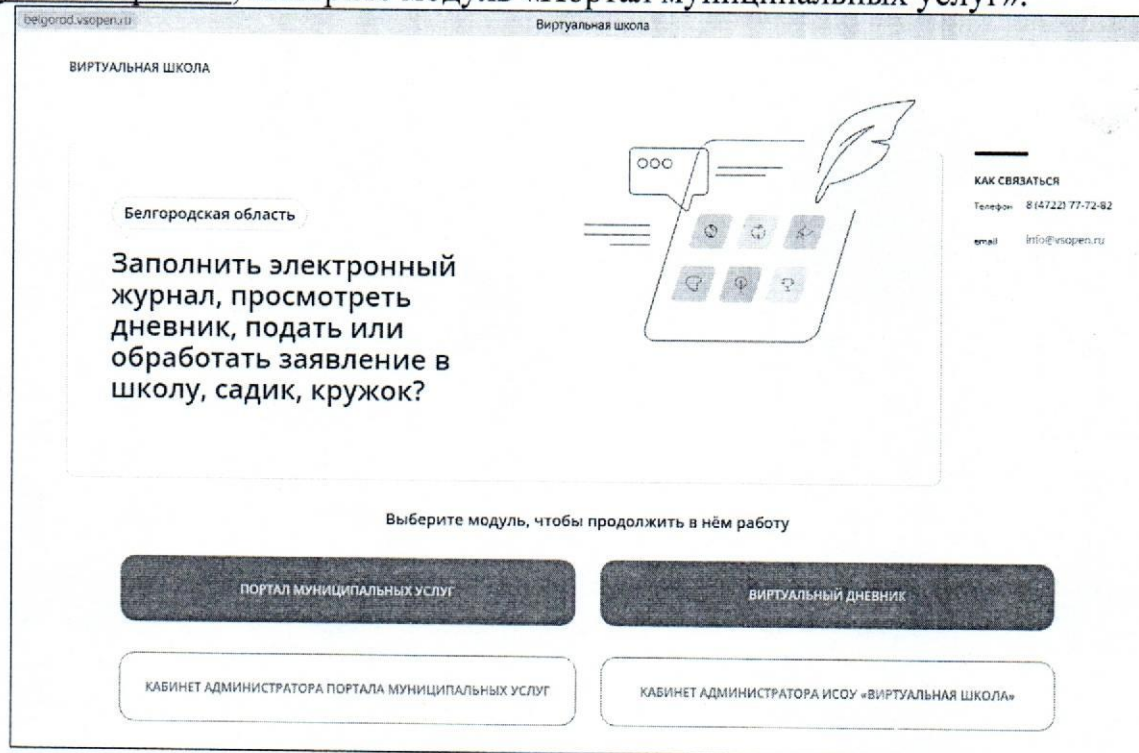 модуль «Портал муниципальных услуг».
belgorod.vsopen.ru
Виртуальная школа
ВИРТУАЛЬНАЯ ШКОЛА
ooo
КАК СВЯЗАТЬСЯ
Телефон 8 (4722) 77-72-82
email info@vsopen.ru
Белгородская область
Заполнить электронный
журнал, просмотреть
дневник, подать или
обработать заявление в
школу, садик, кружок?
Выберите модуль, чтобы продолжить в нём работу
ПОРТАЛ МУНИЦИПАЛЬНЫХ УСЛУГ
ВИРТУАЛЬНЫЙ ДНЕВНИК
КАБИНЕТ АДМИНИСТРАТОРА ПОРТАЛА МУНИЦИПАЛЬНЫХ УСЛУГ
КАБИНЕТ АДМИНИСТРАТОРА ИСОУ «ВИРТУАЛЬНАЯ ШКОЛА»